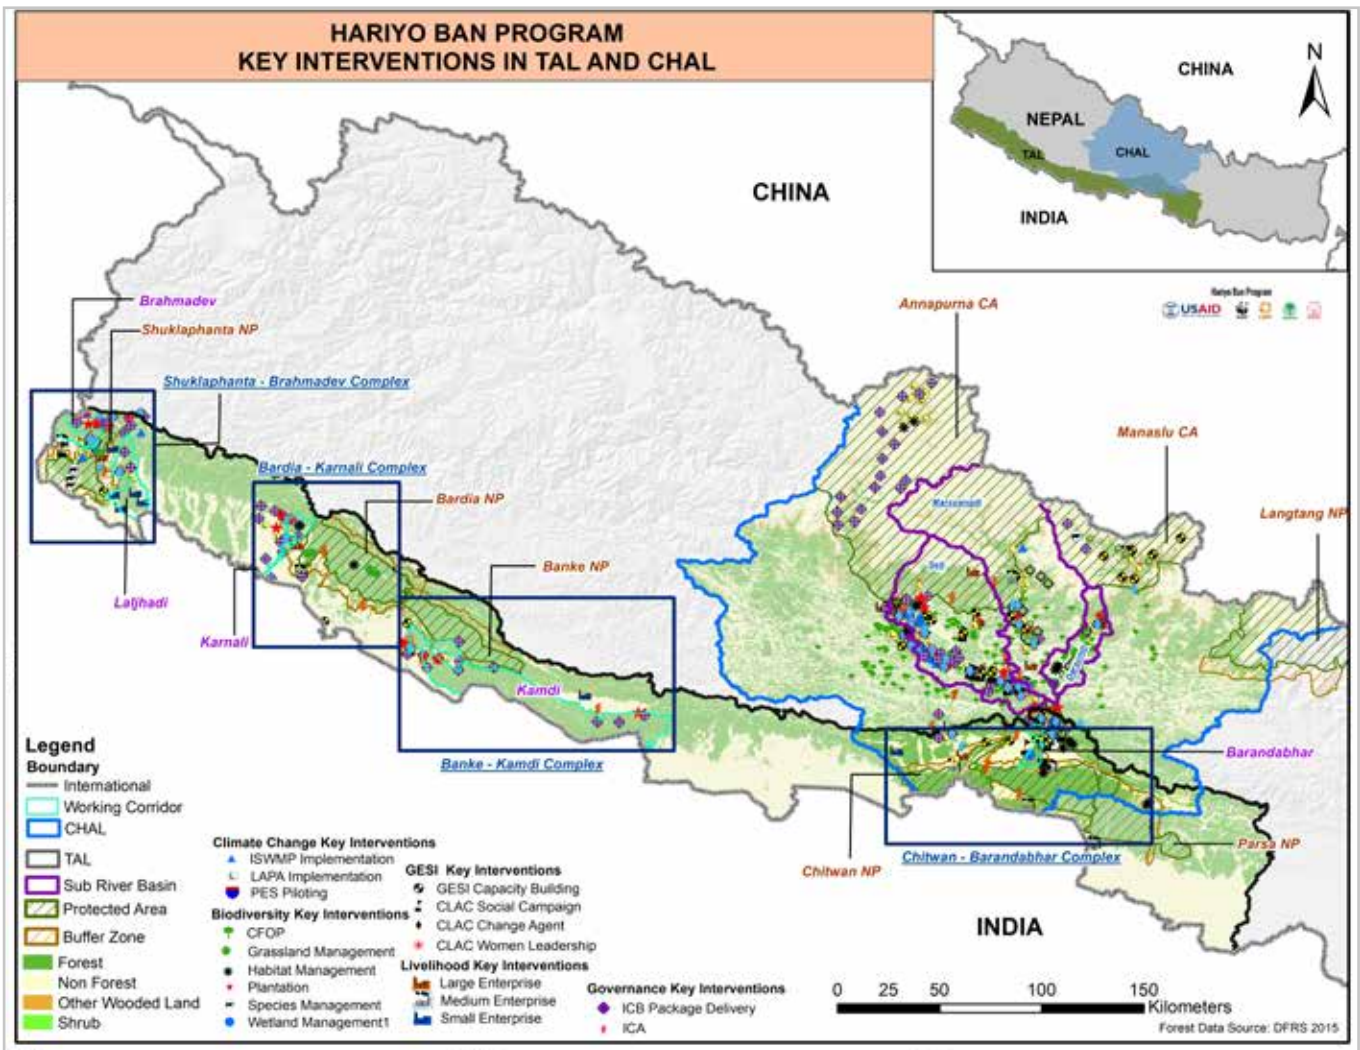 HARIYO BAN PROGRAM
KEY INTERVENTIONS IN TAL AND CHAL
CHINA
N
NEPAL
TAL
CHAL
INDIA
CHINA
Hariyo Ban Program
USAID
Annapurna CA
Brahmadev
Shuklaphanta NP
Shuklaphanta - Brahmadev Complex
Manaslu CA
Bardia - Karnali Complex
Bardia NP
Langtang NP
Banke NP
Seti
Laljhadi
Karnali
Kamdi
Barandabhar
Banke - Kamdi Complex
Chitwan NP
Chitwan - Barandabhar Complex
Parsa NP
INDIA
Legend
Boundary
International
Working Corridor
CHAL
TAL
Sub River Basin
Protected Area
Buffer Zone
Forest
Non Forest
Other Wooded Land
Shrub
Climate Change Key Interventions
ISWMP Implementation
LAPA Implementation
PES Piloting
Biodiversity Key Interventions
CFOP
Grassland Management
Habitat Management
Plantation
Species Management
Wetland Management1
GESI Key Interventions
GESI Capacity Building
CLAC Social Campaign
CLAC Change Agent
CLAC Women Leadership
Livelihood Key Interventions
Large Enterprise
Medium Enterprise
Small Enterprise
Governance Key Interventions
ICB Package Delivery
ICA
0 25 50 100 150
Kilometers
Forest Data Source: DFRS 2015